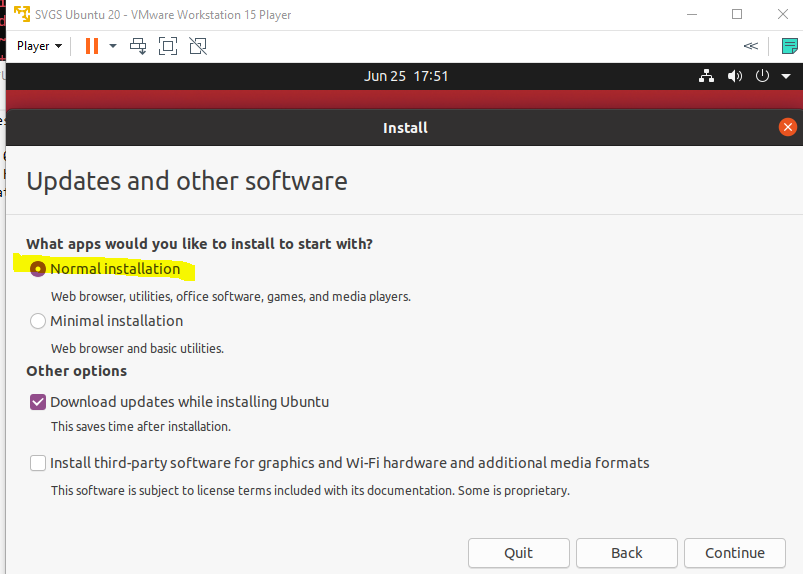 SVGS Ubuntu 20 - VMware Workstation 15 Player
Player
Jun 25 17:51
Install
Updates and other software
What apps would you like to install to start with?
Normal installation
Web browser, utilities, office software, games, and media players.
Minimal installation
Web browser and basic utilities.
Other options
Download updates while installing Ubuntu
This saves time after installation.
Install third-party software for graphics and Wi-Fi hardware and additional media formats
This software is subject to license terms included with its documentation. Some is proprietary.
Quit Back Continue